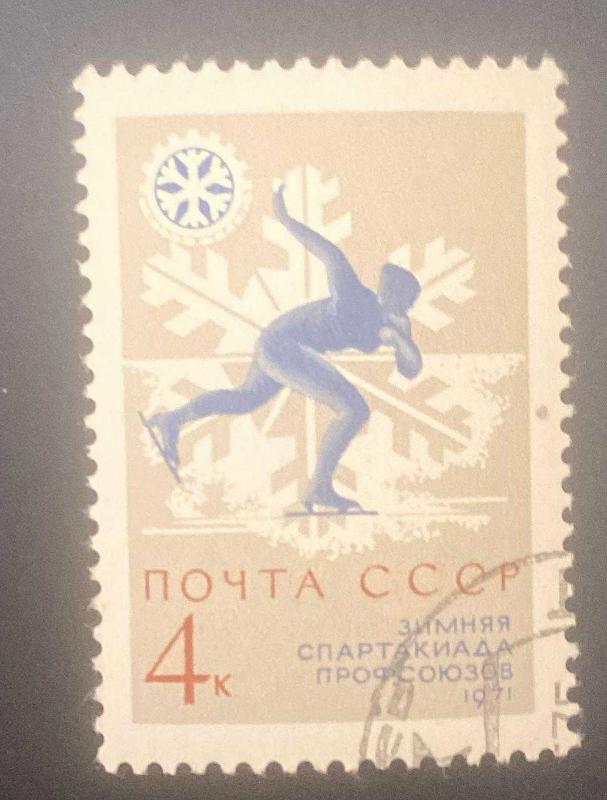 ПОЧТА СССР
4к
ЗИМНЯЯ
СПАРТАКИАДА
ПРОФСОЮЗОВ
1971